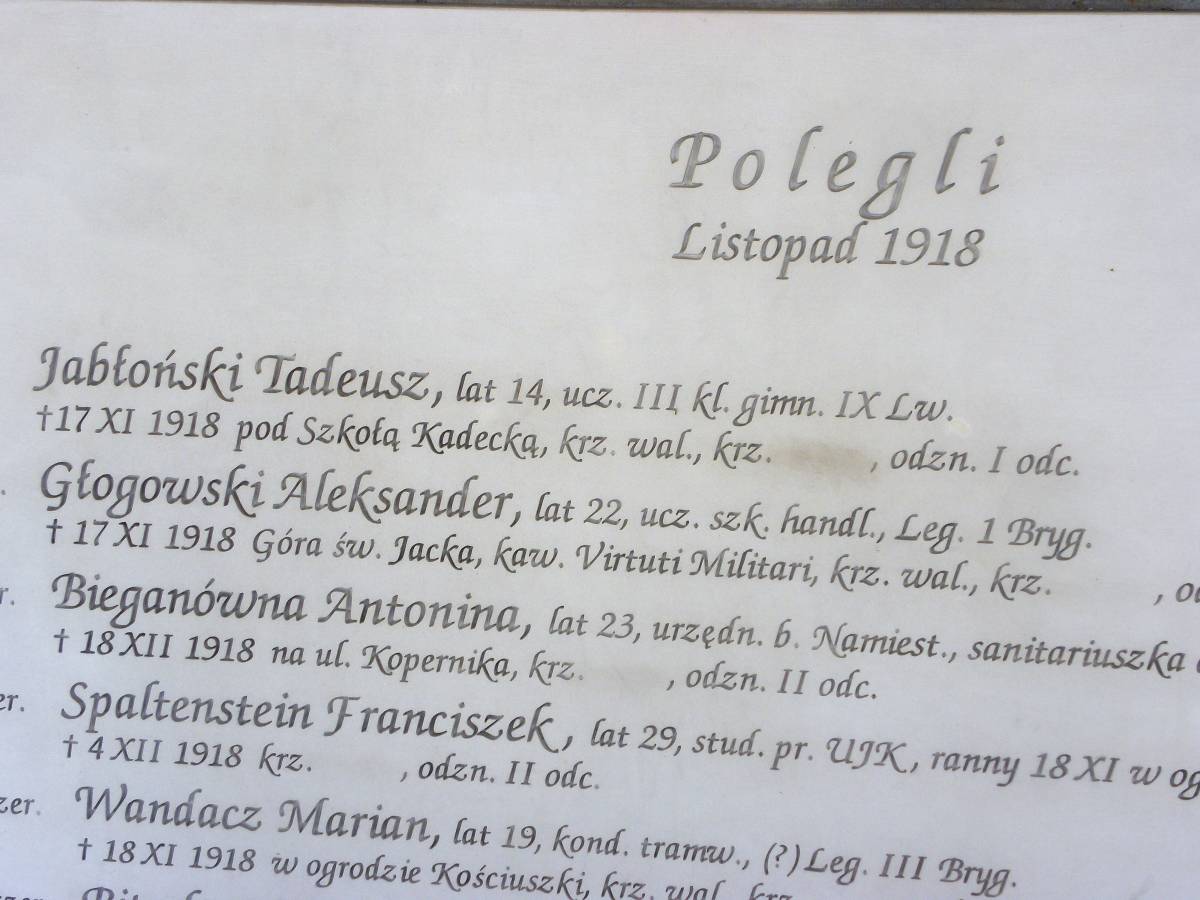 Polegli
Listopad 1918
Jabłoński Tadeusz, lat 14, ucz. III kl. gimn. IX Lw.
†17 XI 1918 pod Szkołą Kadecką, krz. wal., krz. , odzn. I odc.
Głogowski Aleksander, lat 22, ucz. szk. handl., Leg. 1 Bryg.
† 17 XI 1918 Góra św. Jacka, kaw. Virtuti Militari, krz. wal., krz. ,
Bieganówna Antonina, lat 23, urzędn. b. Namiest., sanitariuszka
† 18 XII 1918 na ul. Kopernika, krz. , odzn. II odc.
Spaltenstein Franciszek, lat 29, stud. pr. UJK, ranny 18 XI w
† 4 XII 1918 krz. , odzn. II odc.
Wandacz Marian, lat 19, kond. tramw., (?) Leg. III Bryg.
† 18 XI 1918 w ogrodzie Kościuszki, krz. wal., krz.